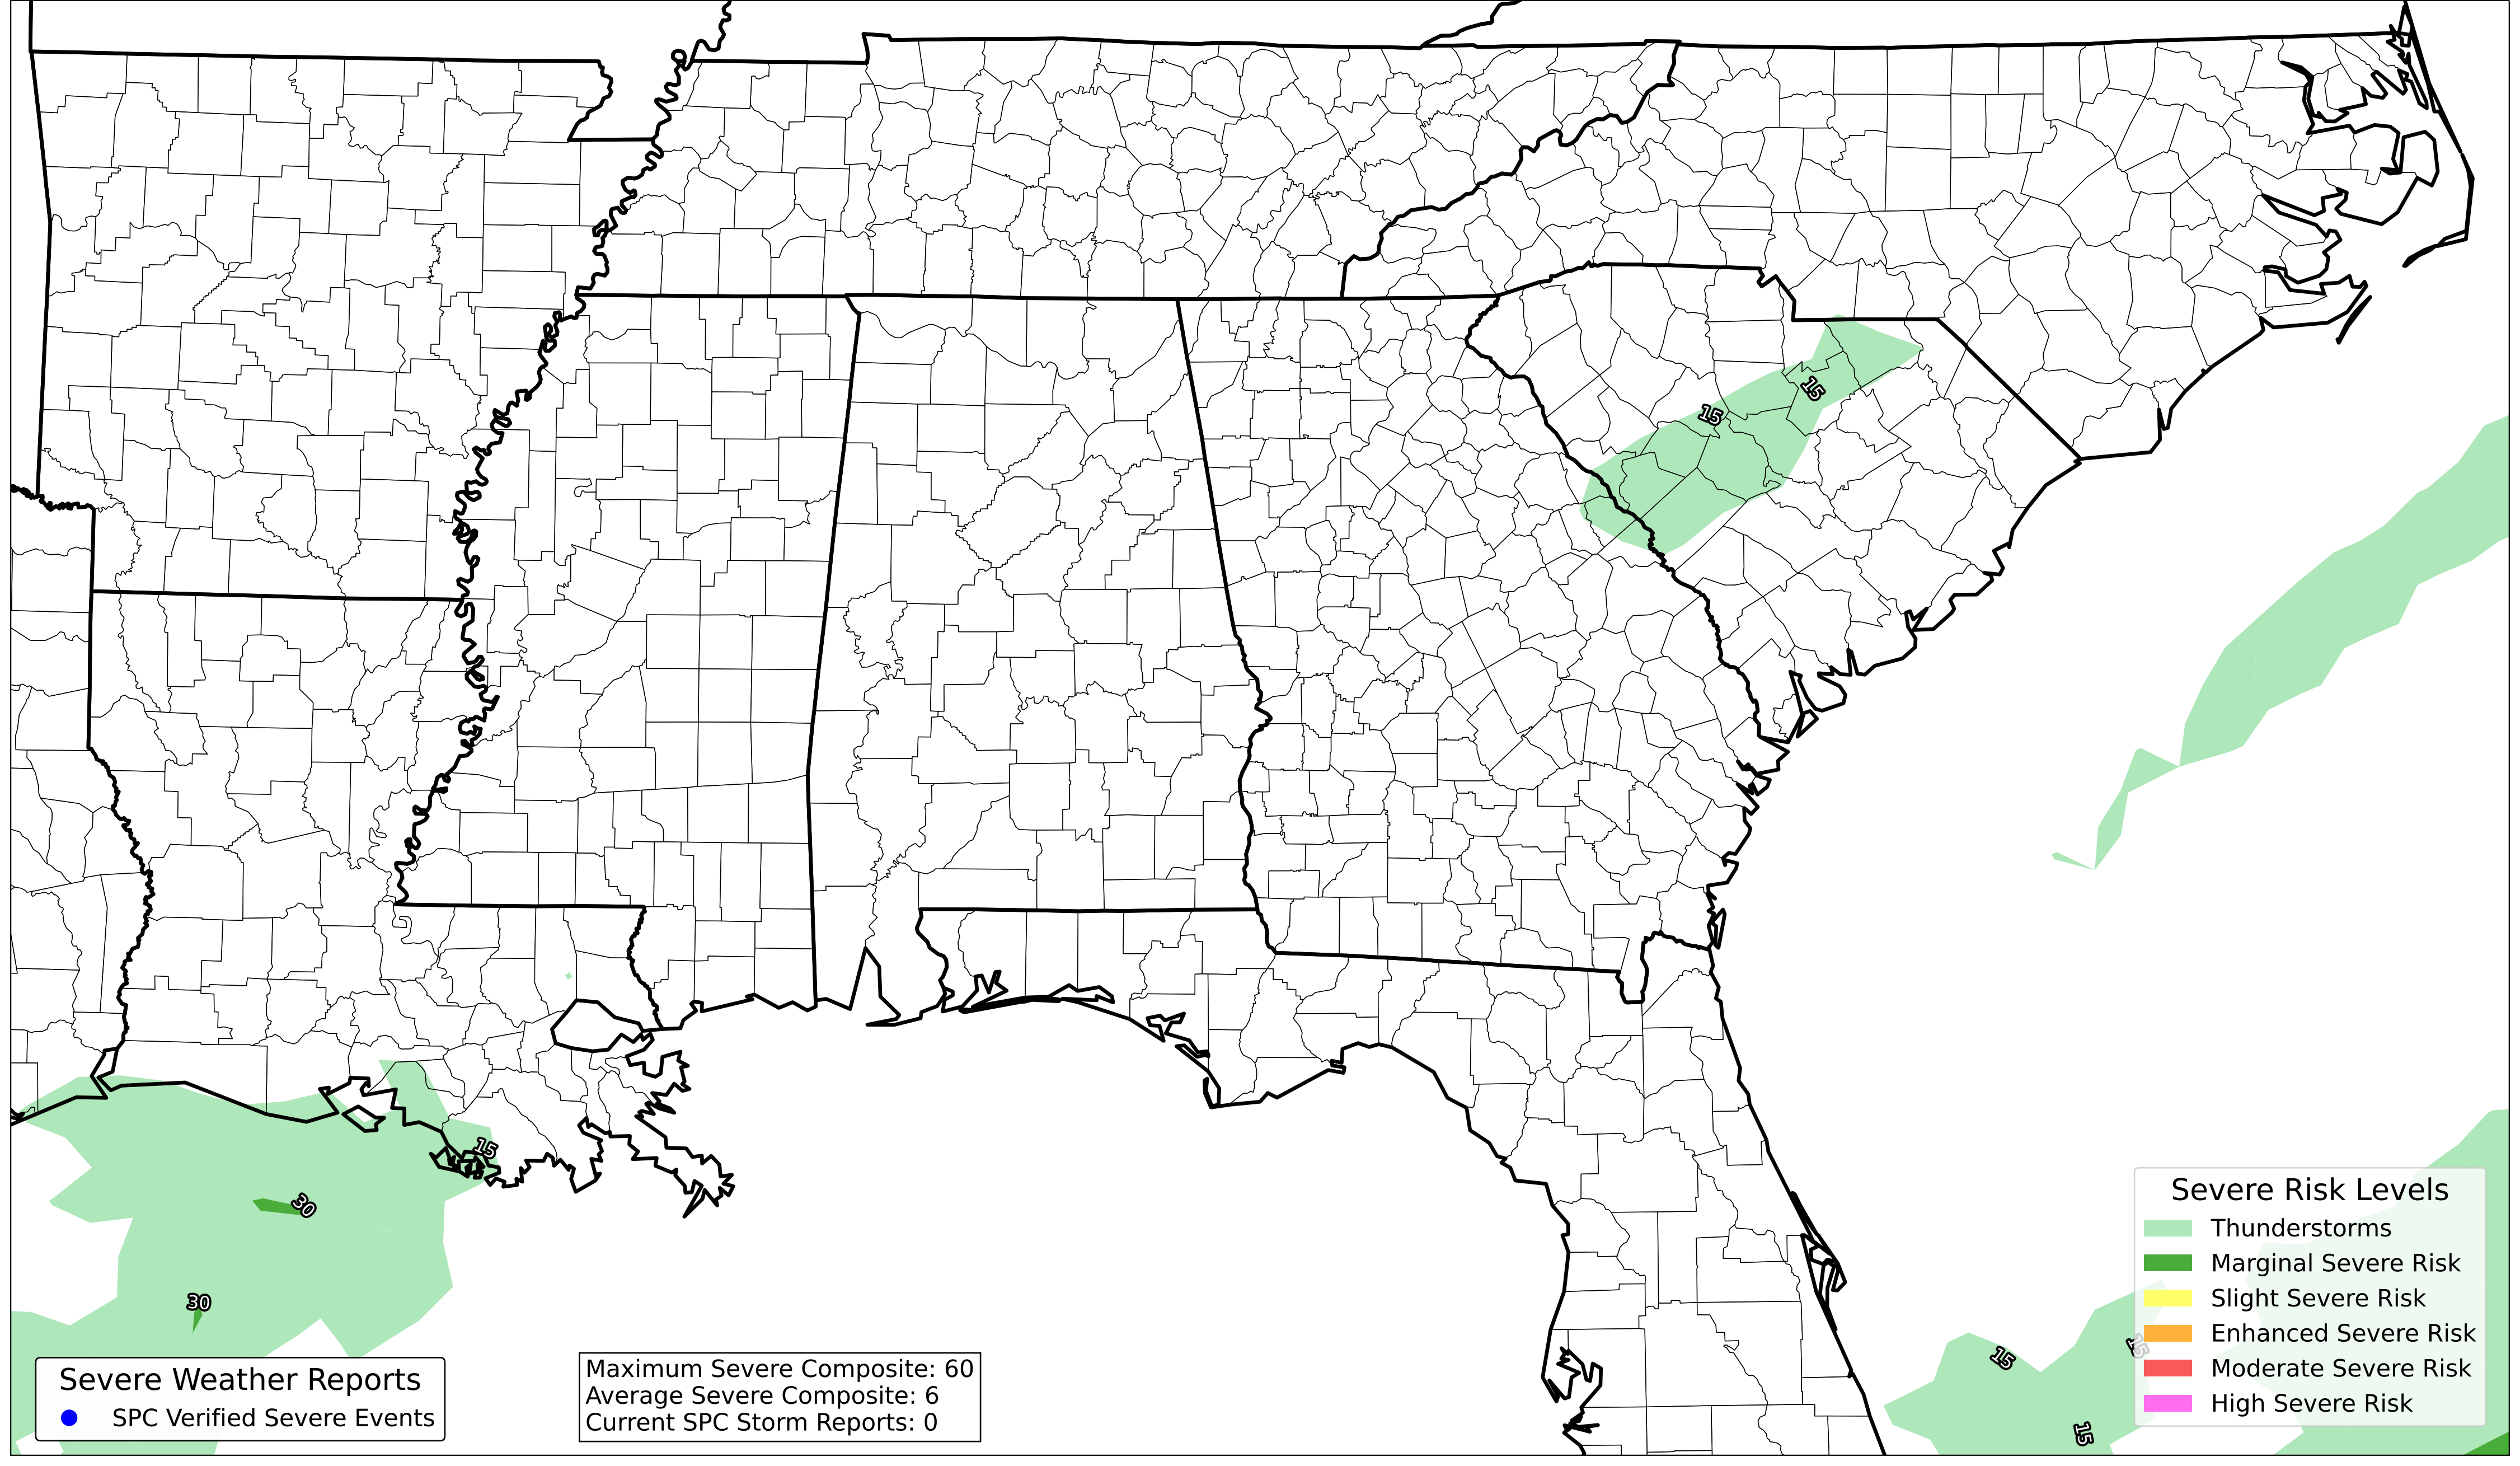 15
15
15
30
30
15
15
15
Severe Risk Levels
Thunderstorms
Marginal Severe Risk
Slight Severe Risk
Enhanced Severe Risk
Moderate Severe Risk
High Severe Risk
Severe Weather Reports
SPC Verified Severe Events
Maximum Severe Composite: 60
Average Severe Composite: 6
Current SPC Storm Reports: 0